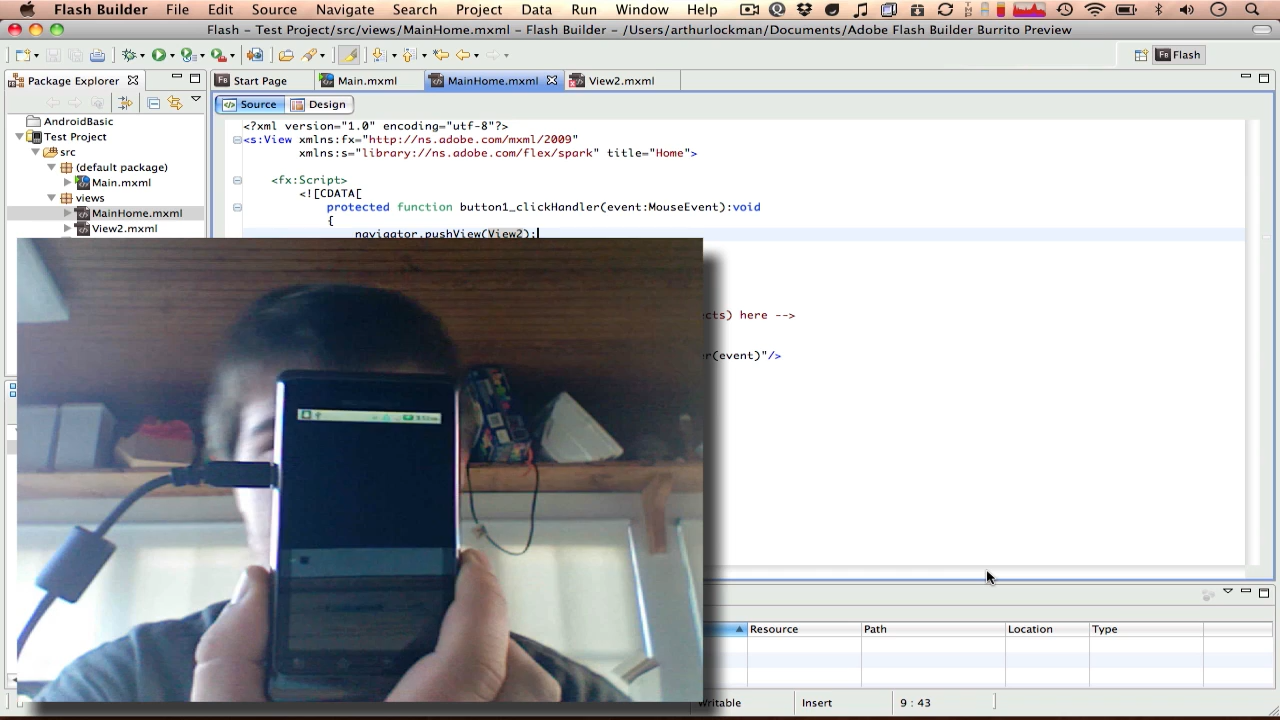 Flash Builder File Edit Source Navigate Search Project Data Run Window Help
Flash – Test Project/src/views/MainHome.mxml – Flash Builder – /Users/arthurlockman/Documents/Adobe Flash Builder Burrito Preview
Flash
Package Explorer
Start Page Main.mxml MainHome.mxml View2.mxml
Source Design
AndroidBasic
Test Project
src
(default package)
Main.mxml
views
MainHome.mxml
View2.mxml
<?xml version="1.0" encoding="utf-8"?>
<s:View xmlns:fx="http://ns.adobe.com/mxml/2009"
xmlns:s="library://ns.adobe.com/flex/spark" title="Home">
<fx:Script>
<![CDATA[
protected function button1_clickHandler(event:MouseEvent):void
{
navigator.pushView(View2);
here -->
r(event)"/>
Resource Path Location Type
Writable Insert 9 : 43